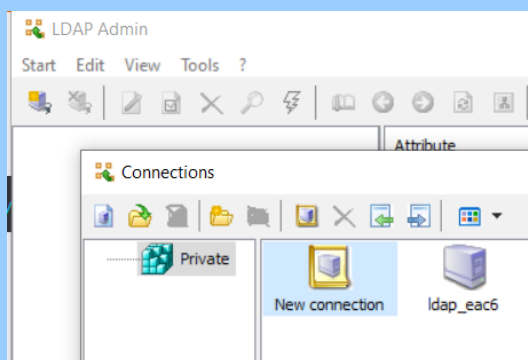 LDAP Admin
Start Edit View Tools ?
Attribute
Connections
Private
New connection
ldap_eac6